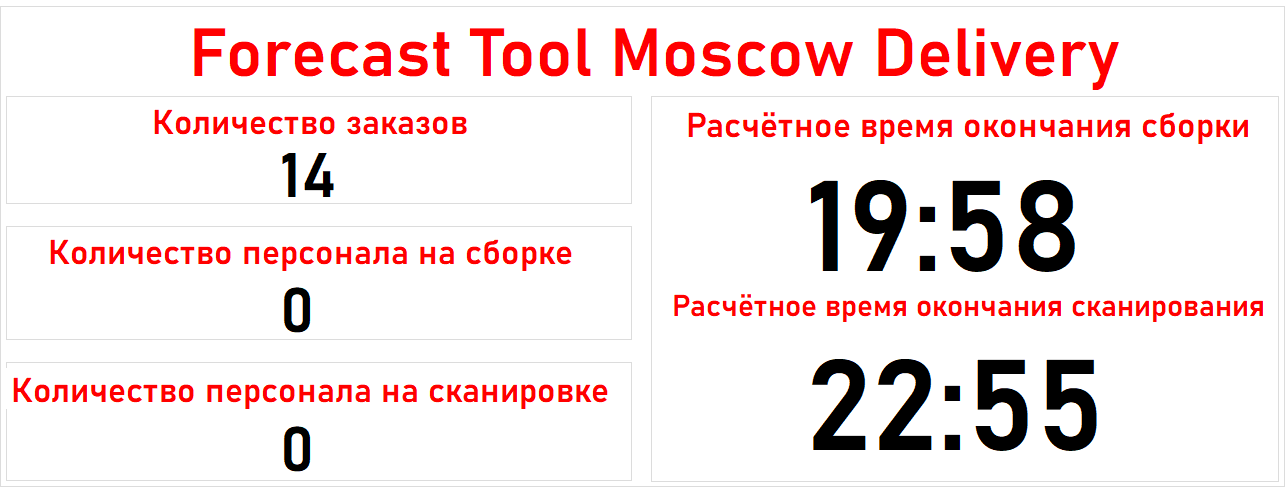 Forecast Tool Moscow Delivery
Количество заказов
14
Количество персонала на сборке
0
Количество персонала на сканировке
0
Расчётное время окончания сборки
19:58
Расчётное время окончания сканирования
22:55